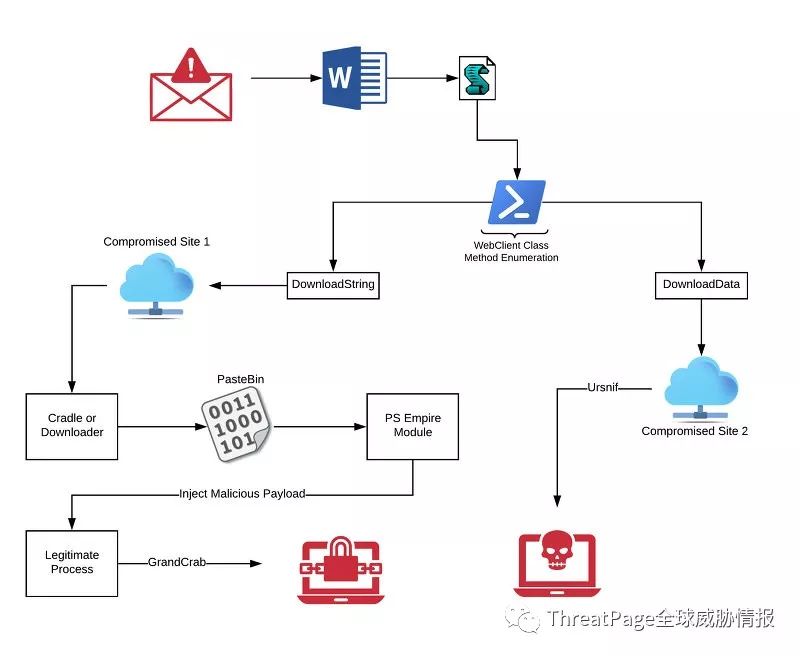 W
WebClient Class
Method Enumeration
Compromised Site 1
DownloadString
DownloadData
PasteBin
0011
1000
101
Cradle or
Downloader
PS Empire
Module
Ursnif
Compromised Site 2
Inject Malicious Payload
Legitimate
Process
GrandCrab
ThreatPage全球威胁情报